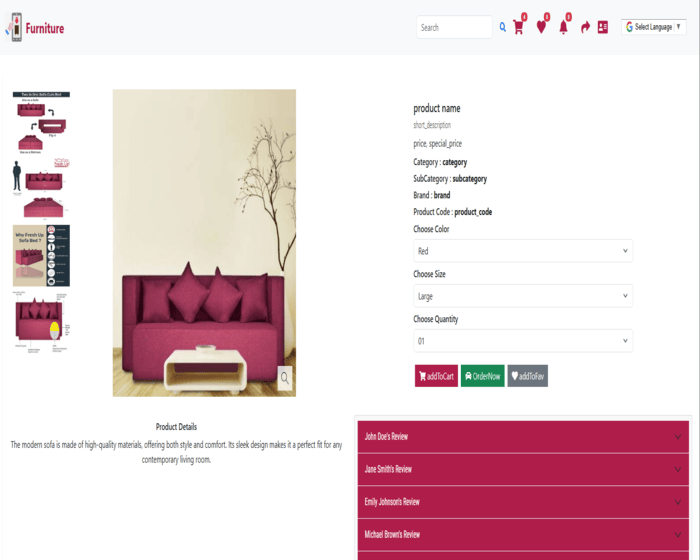 Furniture
Search
Select Language
Two in One Sofa Cum Bed
Why Fresh Up
Sofa Bed ?
product name
short_description
price, special_price
Category : category
SubCategory : subcategory
Brand : brand
Product Code : product_code
Choose Color
Red
Choose Size
Large
Choose Quantity
01
addToCart
OrderNow
addToFav
Product Details
The modern sofa is made of high-quality materials, offering both style and comfort. Its sleek design makes it a perfect fit for any
contemporary living room.
John Doe's Review
Jane Smith's Review
Emily Johnson's Review
Michael Brown's Review